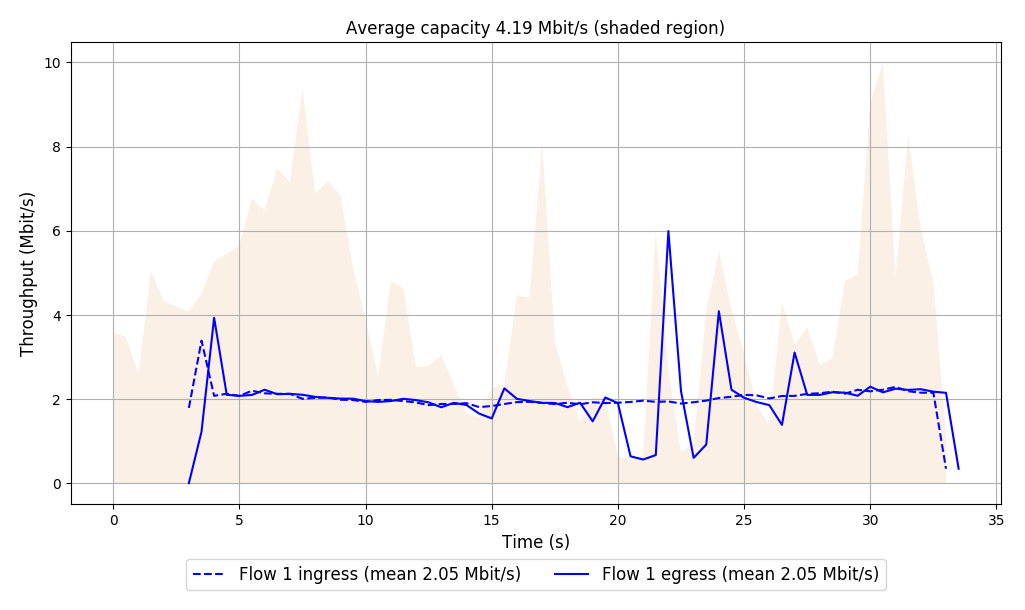 Average capacity 4.19 Mbit/s (shaded region)
10
8
6
4
2
0
Throughput (Mbit/s)
0 5 10 15 20 25 30 35
Time (s)
Flow 1 ingress (mean 2.05 Mbit/s) Flow 1 egress (mean 2.05 Mbit/s)